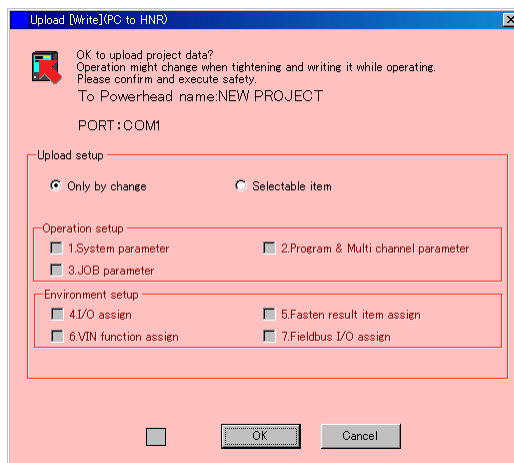 Upload [Write](PC to HNR)
OK to upload project data?
Operation might change when tightening and writing it while operating.
Please confirm and execute safety.
To Powerhead name:NEW PROJECT
PORT:COM1
Upload setup
Only by change
Selectable item
Operation setup
1.System parameter
2.Program & Multi channel parameter
3.JOB parameter
Environment setup
4.I/O assign
5.Fasten result item assign
6.VIN function assign
7.Fieldbus I/O assign
OK
Cancel